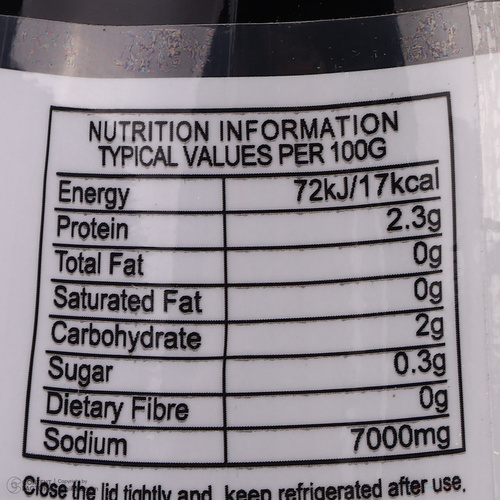 NUTRITION INFORMATION
TYPICAL VALUES PER 100G
Energy 72kJ/17kcal
Protein 2.3g
Total Fat 0g
Saturated Fat 0g
Carbohydrate 2g
Sugar 0.3g
Dietary Fibre 0g
Sodium 7000mg
Close the lid tightly and keep refrigerated after use.